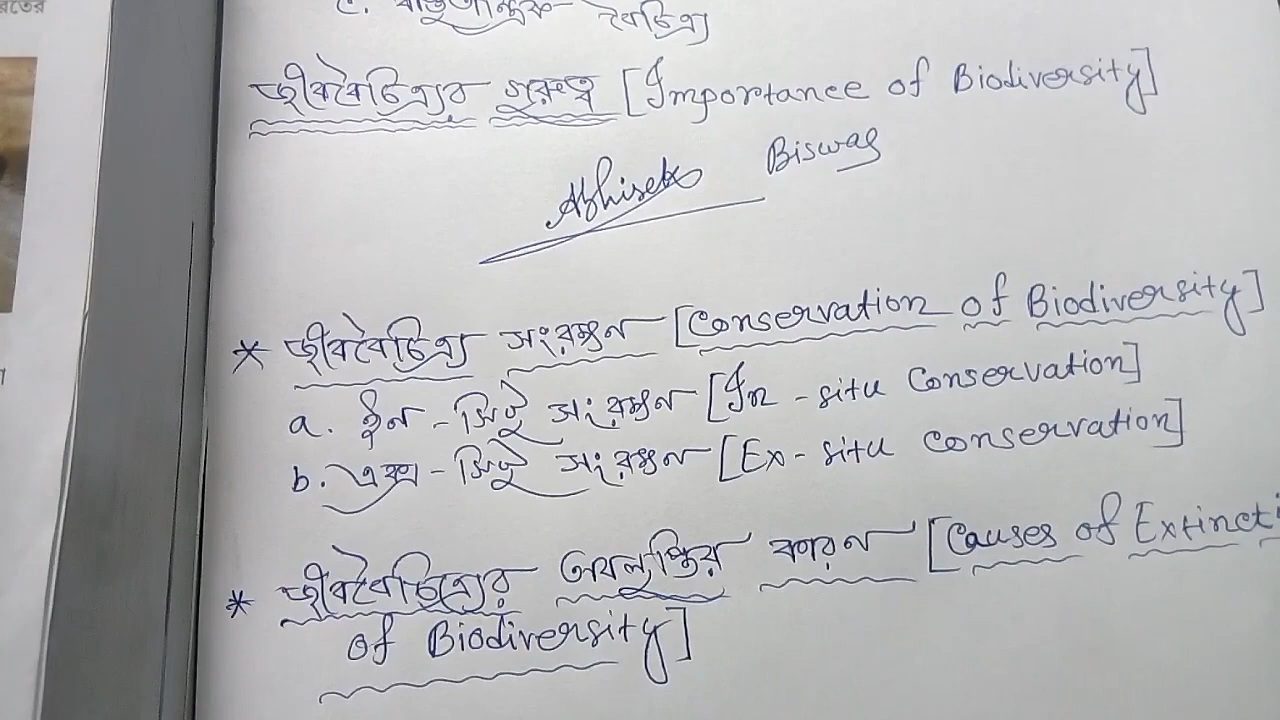 c. বাস্তুতান্ত্রিক বৈচিত্র্য
জীববৈচিত্র্যের গুরুত্ব [Importance of Biodiversity]
Abhisek Biswas
* জীববৈচিত্র্য সংরক্ষণ [Conservation of Biodiversity]
a. ইন - সিটু সংরক্ষণ [In - situ Conservation]
b. এক্স - সিটু সংরক্ষণ [Ex - situ Conservation]
* জীববৈচিত্র্যের অবলুপ্তির কারণ [Causes of Extincti
of Biodiversity]